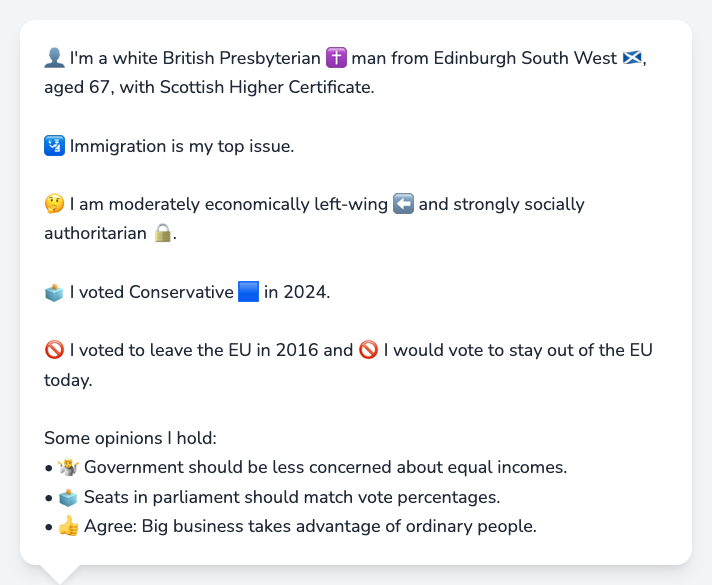 👤 I'm a white British Presbyterian ✝️ man from Edinburgh South West 🏴󠁧󠁢󠁳󠁣󠁴󠁿,
aged 67, with Scottish Higher Certificate.
🛂 Immigration is my top issue.
🤔 I am moderately economically left-wing ⬅️ and strongly socially
authoritarian 🔒.
🗳️ I voted Conservative 🟦 in 2024.
🚫 I voted to leave the EU in 2016 and 🚫 I would vote to stay out of the EU
today.
Some opinions I hold:
• 🤷 Government should be less concerned about equal incomes.
• 🗳️ Seats in parliament should match vote percentages.
• 👍 Agree: Big business takes advantage of ordinary people.